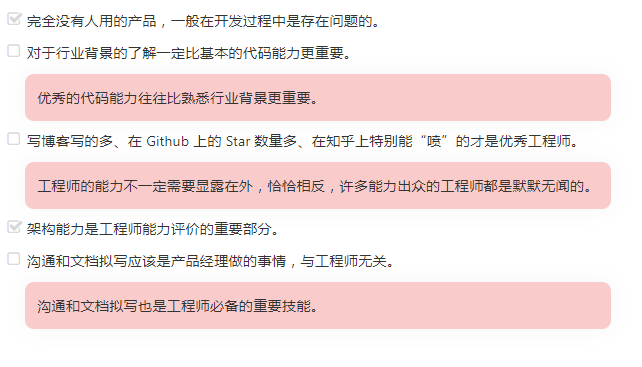 完全没有人用的产品，一般在开发过程中是存在问题的。
对于行业背景的了解一定比基本的代码能力更重要。
优秀的代码能力往往比熟悉行业背景更重要。
写博客写的多、在 Github 上的 Star 数量多、在知乎上特别能“喷”的才是优秀工程师。
工程师的能力不一定需要显露在外，恰恰相反，许多能力出众的工程师都是默默无闻的。
架构能力是工程师能力评价的重要部分。
沟通和文档拟写应该是产品经理做的事情，与工程师无关。
沟通和文档拟写也是工程师必备的重要技能。